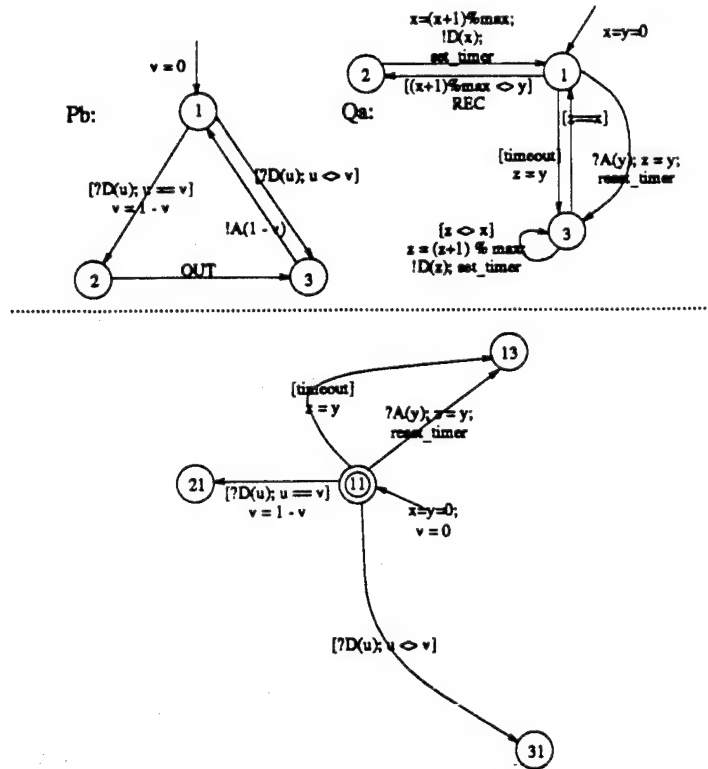 x=(x+1)%max;
!D(x);
set_timer
x=y=0
v = 0
2
1
[(x+1)%max <> y]
REC
Pb:
1
Qa:
[z==x]
[?D(u); u <> v]
[timeout]
z = y
?A(y); z = y;
reset_timer
[?D(u); u == v]
v = 1 - v
!A(1 - v)
3
[z <> x]
z = (z+1) % max;
!D(z); set_timer
2
OUT
3
13
[timeout]
z = y
?A(y); z = y;
reset_timer
21
11
[?D(u); u == v]
v = 1 - v
x=y=0;
v = 0
[?D(u); u <> v]
31